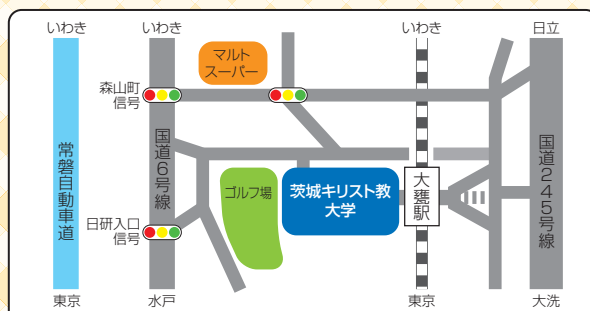 いわき
いわき
いわき
日立
マルト
スーパー
森山町
信号
常磐自動車道
国道6号線
国道245号線
ゴルフ場
茨城キリスト教
大学
大甕駅
日研入口
信号
東京
水戸
東京
大洗